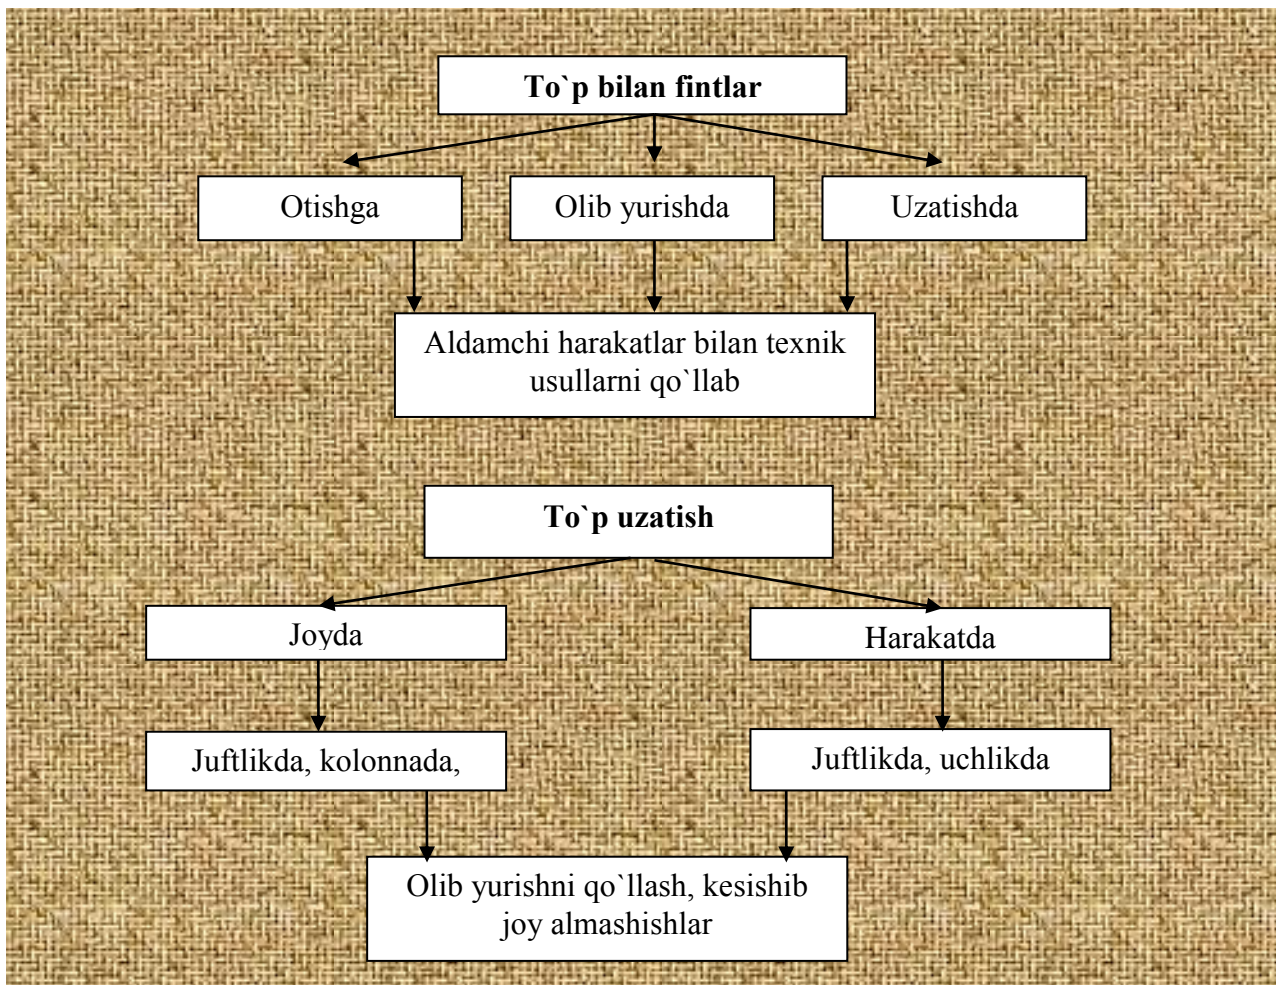 To`p bilan fintlar
Otishga
Olib yurishda
Uzatishda
Aldamchi harakatlar bilan texnik
usullarni qo`llab
To`p uzatish
Joyda
Harakatda
Juftlikda, kolonnada,
Juftlikda, uchlikda
Olib yurishni qo`llash, kesishib
joy almashishlar